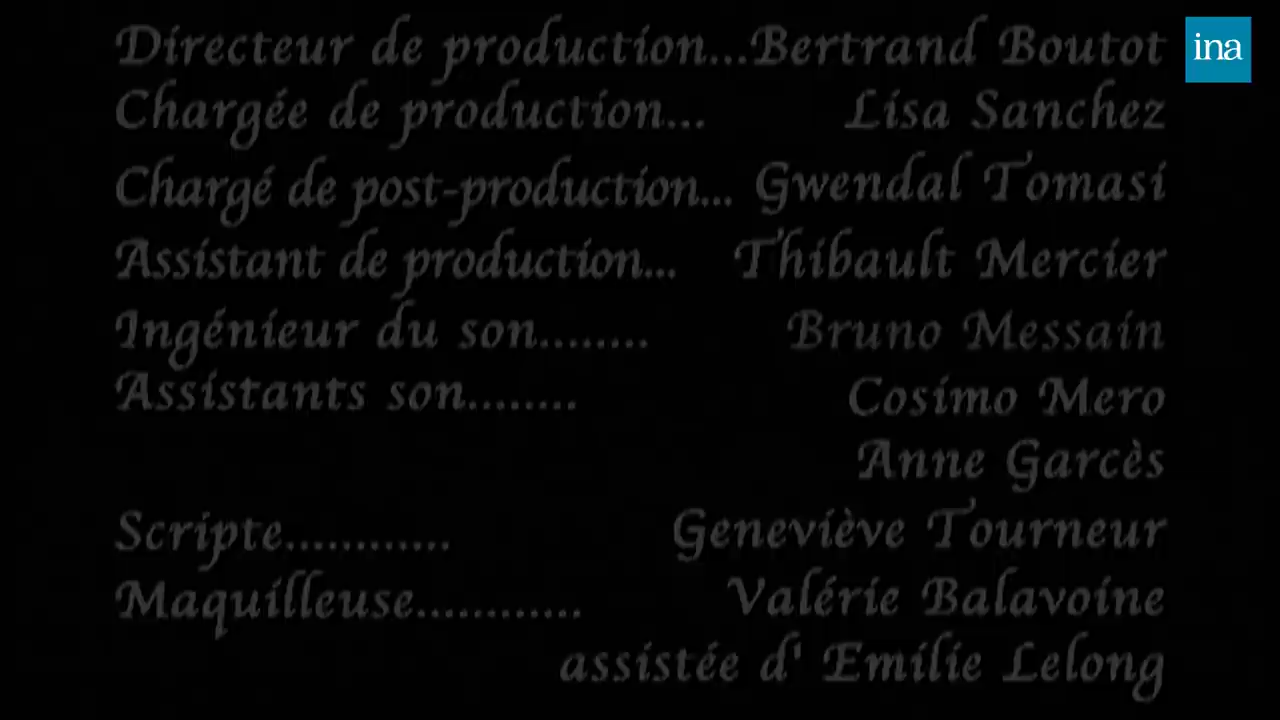 Directeur de production...Bertrand Boutot
ina
Chargée de production... Lisa Sanchez
Chargé de post-production... Gwendal Tomasi
Assistant de production... Thibault Mercier
Ingénieur du son........ Bruno Messain
Assistants son........ Cosimo Mero
Anne Garcès
Scripte............ Geneviève Tourneur
Maquilleuse............ Valérie Balavoine
assistée d' Emilie Lelong